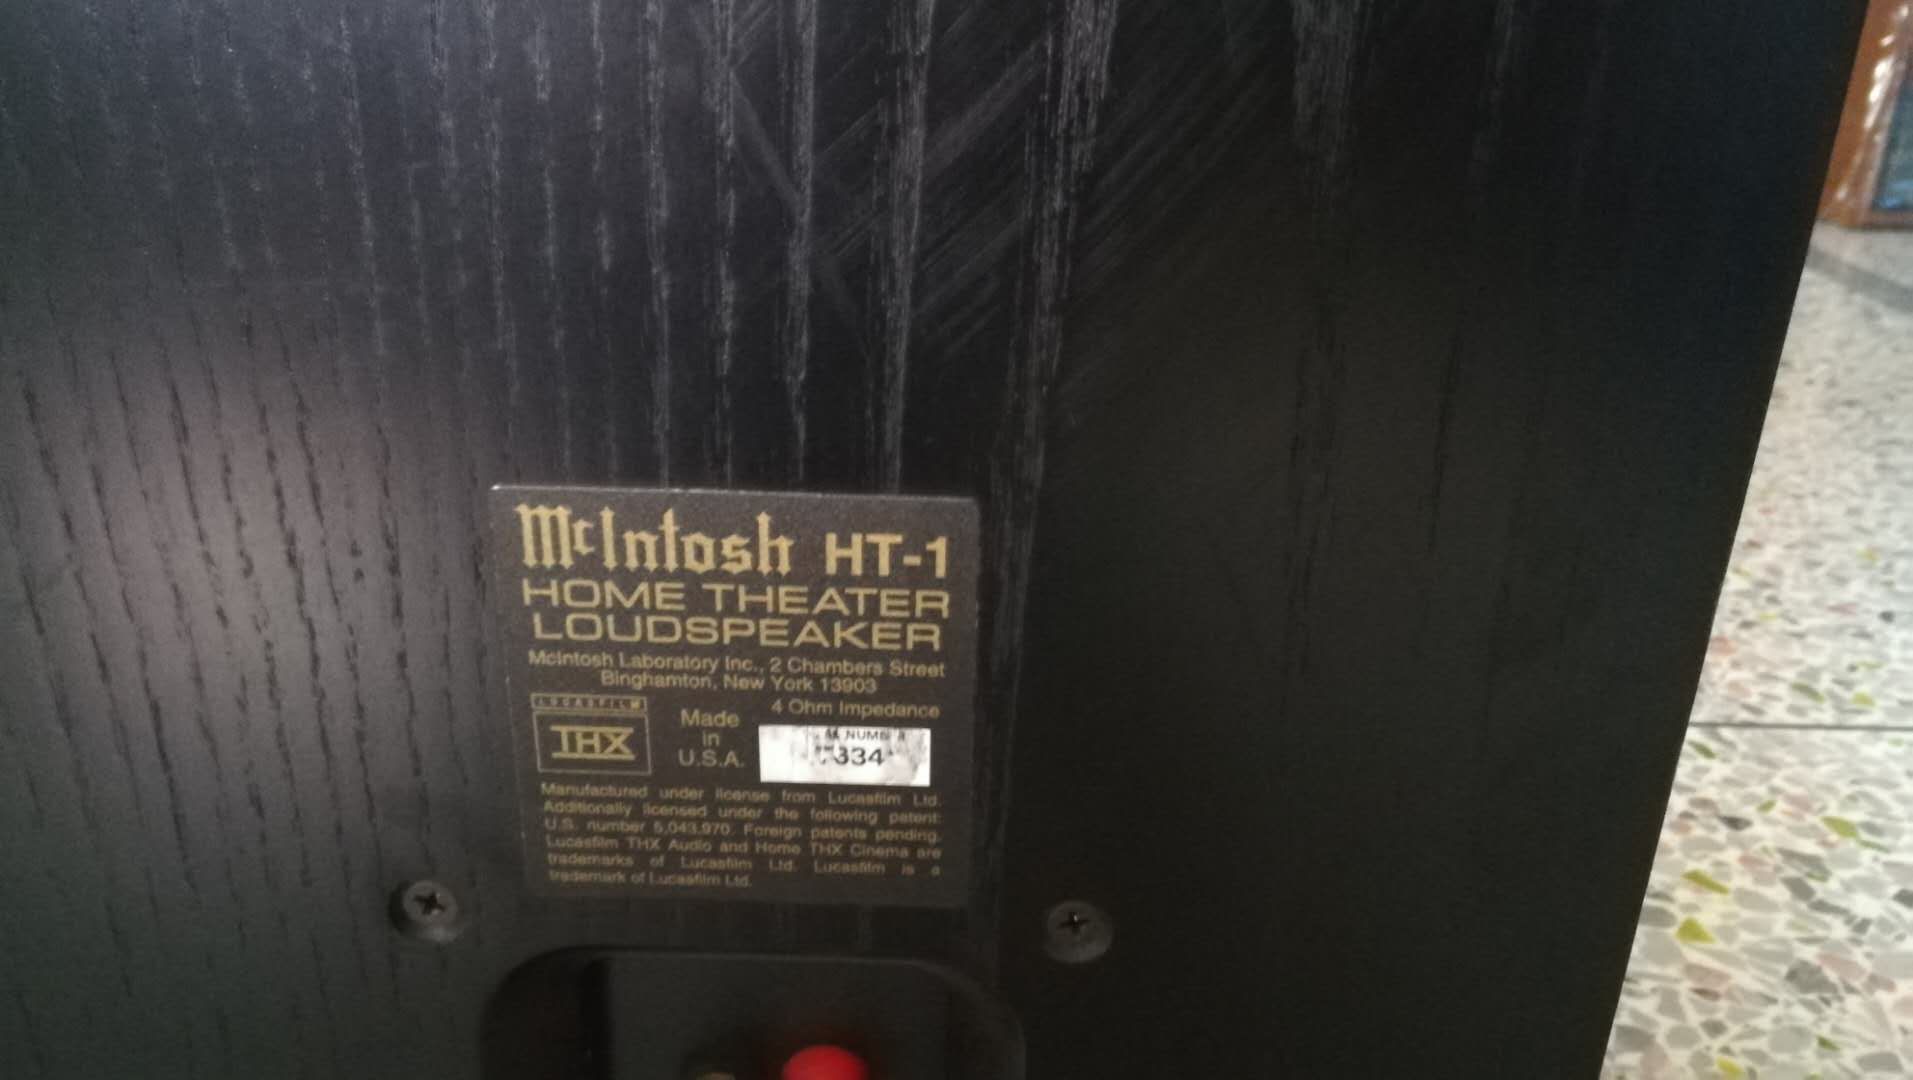 McIntosh HT-1
HOME THEATER
LOUDSPEAKER
McIntosh Laboratory Inc., 2 Chambers Street
Binghamton, New York 13903
4 Ohm Impedance
LUCASFILM
THX
Made
in
U.S.A.
334
Manufactured under license from Lucasfilm Ltd.
Additionally licensed under the following patent:
U.S. number 5,043,970. Foreign patents pending.
Lucasfilm THX Audio and Home THX Cinema are
trademarks of Lucasfilm Ltd. Lucasfilm is a
trademark of Lucasfilm Ltd.